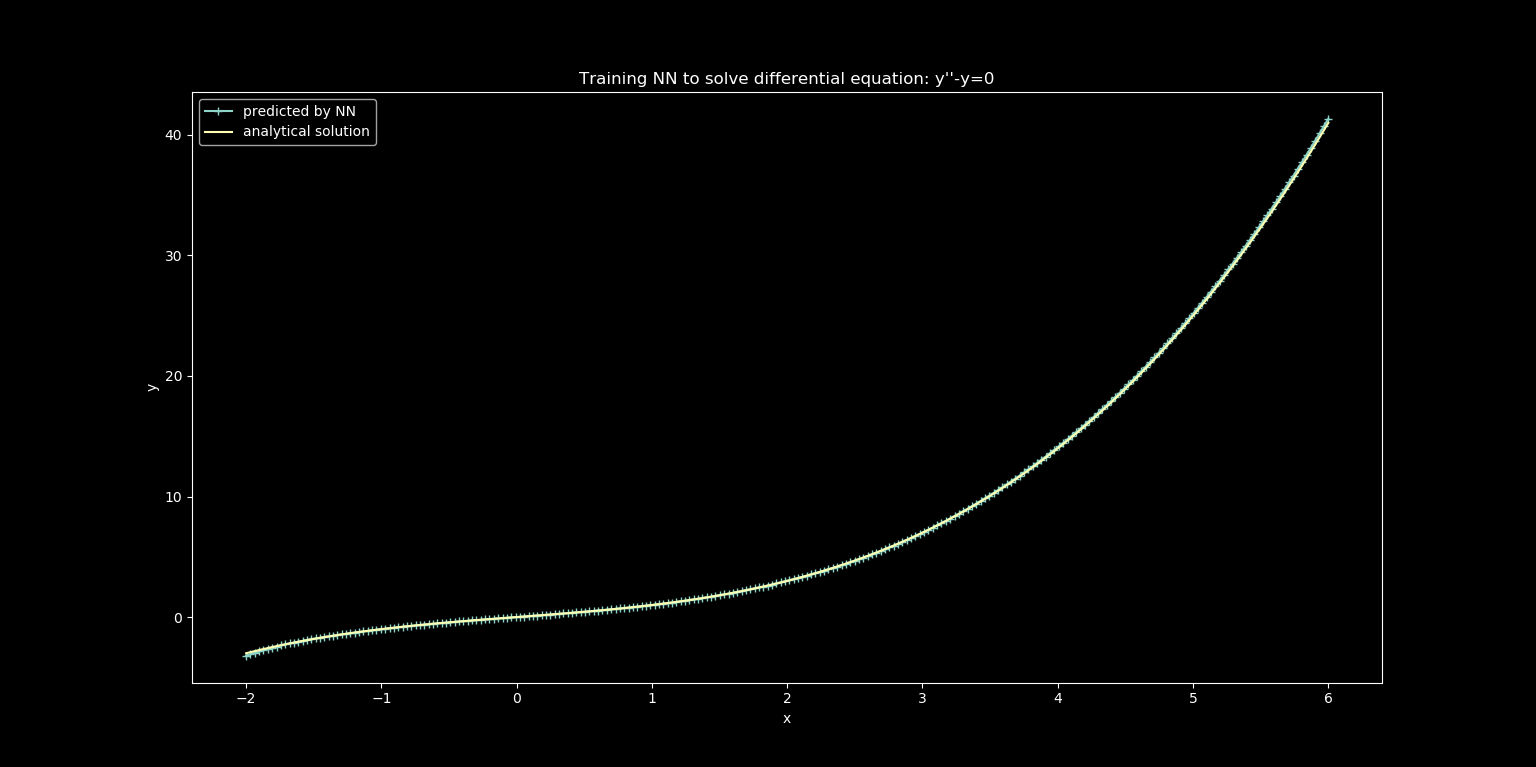 Training NN to solve differential equation: y''-y=0
predicted by NN
analytical solution
40
30
20
10
0
y
−2 −1 0 1 2 3 4 5 6
x